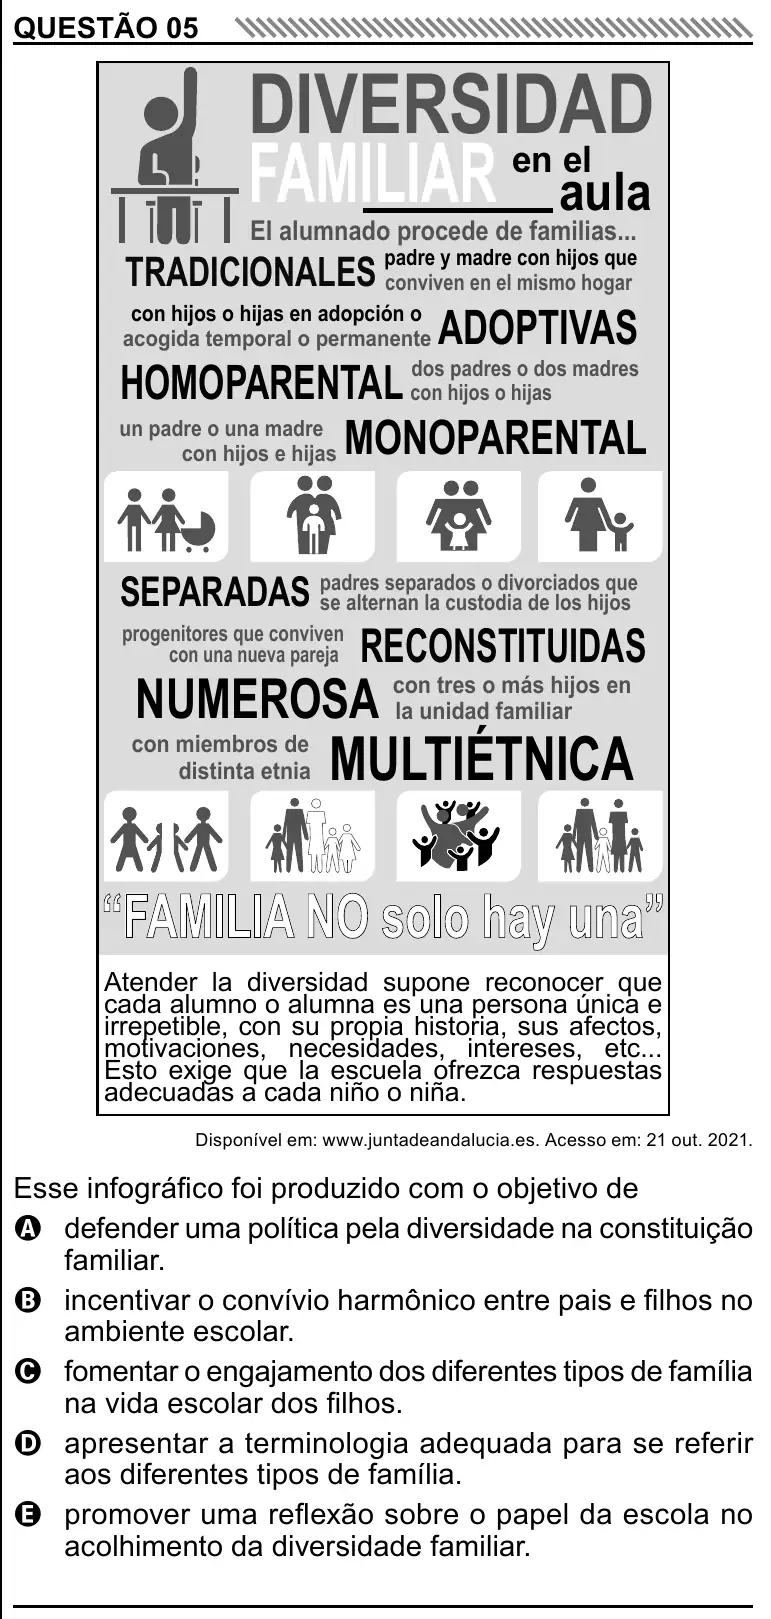 QUESTÃO 05
DIVERSIDAD
FAMILIAR en el
aula
El alumnado procede de familias...
TRADICIONALES padre y madre con hijos que
conviven en el mismo hogar
con hijos o hijas en adopción o
acogida temporal o permanente ADOPTIVAS
HOMOPARENTAL dos padres o dos madres
con hijos o hijas
un padre o una madre
con hijos e hijas MONOPARENTAL
SEPARADAS padres separados o divorciados que
se alternan la custodia de los hijos
progenitores que conviven
con una nueva pareja RECONSTITUIDAS
NUMEROSA con tres o más hijos en
la unidad familiar
con miembros de
distinta etnia MULTIÉTNICA
“FAMILIA NO solo hay una”
Atender la diversidad supone reconocer que
cada alumno o alumna es una persona única e
irrepetible, con su propia historia, sus afectos,
motivaciones, necesidades, intereses, etc...
Esto exige que la escuela ofrezca respuestas
adecuadas a cada niño o niña.
Disponível em: www.juntadeandalucia.es. Acesso em: 21 out. 2021.
Esse infográfico foi produzido com o objetivo de
A defender uma política pela diversidade na constituição
familiar.
B incentivar o convívio harmônico entre pais e filhos no
ambiente escolar.
C fomentar o engajamento dos diferentes tipos de família
na vida escolar dos filhos.
D apresentar a terminologia adequada para se referir
aos diferentes tipos de família.
E promover uma reflexão sobre o papel da escola no
acolhimento da diversidade familiar.